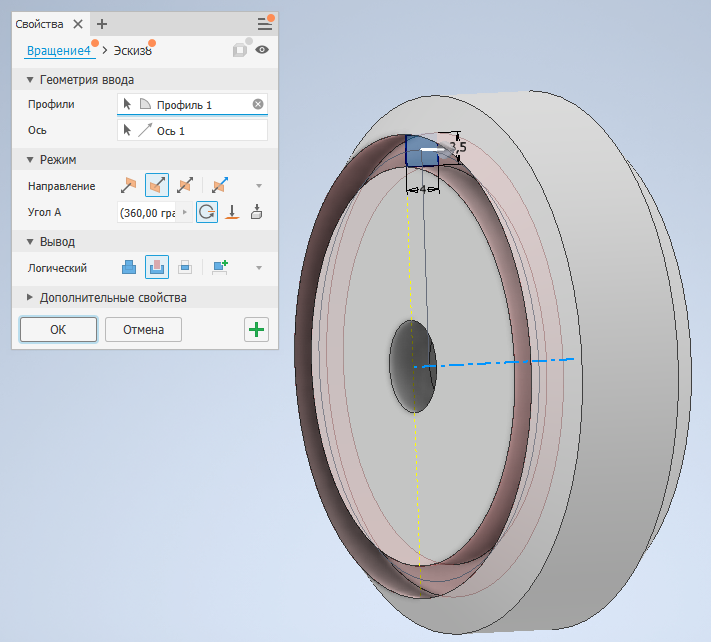 Свойства
Вращение4 > Эскиз8
Геометрия ввода
Профили
Профиль 1
Ось
Ось 1
Режим
Направление
Угол А
(360,00 гра
Вывод
Логический
Дополнительные свойства
ОК
Отмена
3,5
4